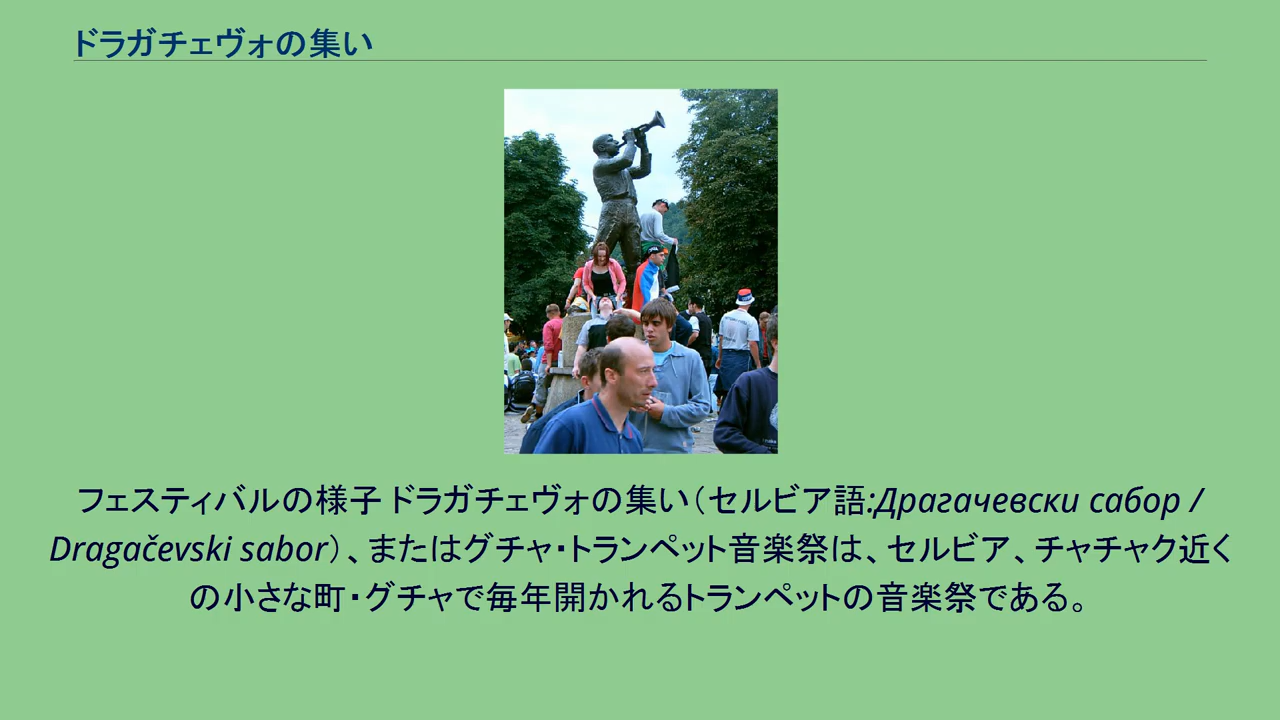 ドラガチェヴォの集い
フェスティバルの様子 ドラガチェヴォの集い（セルビア語:Драгачевски сабор /
Dragačevski sabor）、またはグチャ・トランペット音楽祭は、セルビア、チャチャク近く
の小さな町・グチャで毎年開かれるトランペットの音楽祭である。